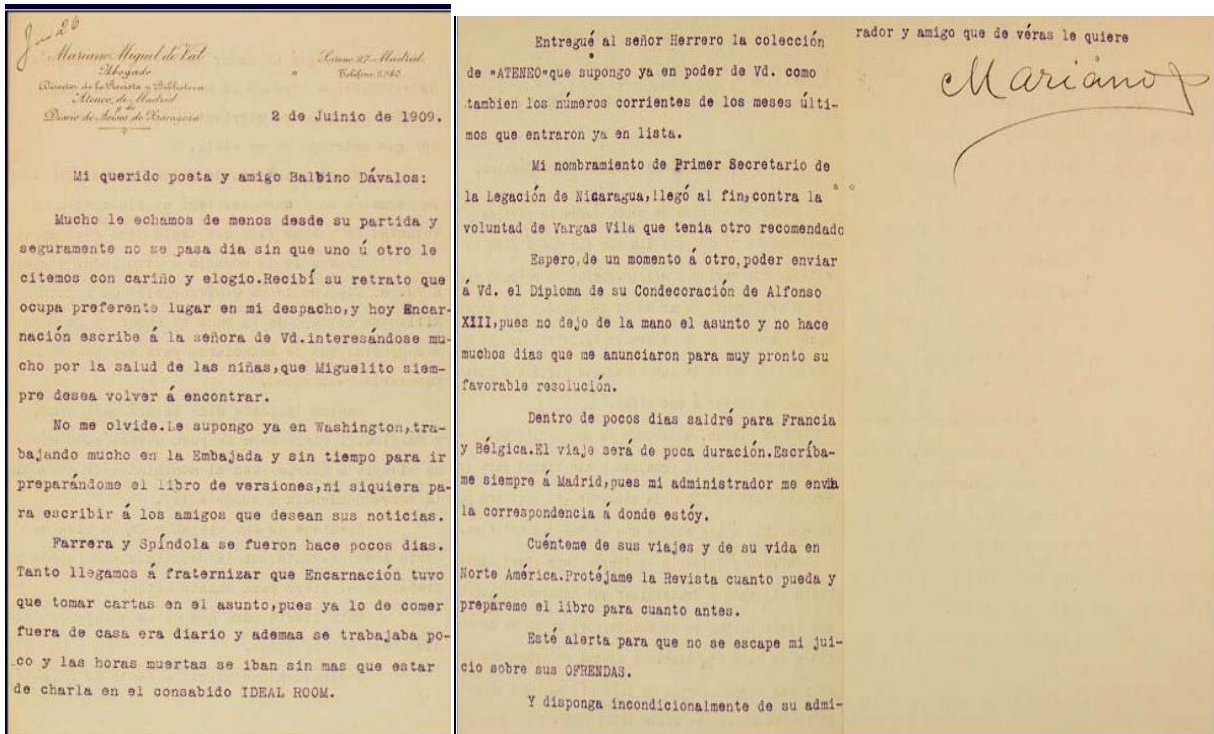 Jun 26
Mariano Miguel de Val
Abogado
Director de la Revista y Biblioteca
Ateneo de Madrid
y de
Diario de Avisos de Zaragoza
Serrano 27-Madrid.
Teléfono 2,980.
2 de Juinio de 1909.
Mi querido poeta y amigo Balbino Dávalos:
Mucho le echamos de menos desde su partida y
seguramente no se pasa dia sin que uno ú otro le
citemos con cariño y elogio.Recibí su retrato que
ocupa preferente lugar en mi despacho,y hoy Encar-
nación escribe á la señora de Vd.interesándose mu-
cho por la salud de las niñas,que Miguelito siem-
pre desea volver á encontrar.
No me olvide.Le supongo ya en Washington,tra-
bajando mucho en la Embajada y sin tiempo para ir
preparándome el libro de versiones,ni siquiera pa-
ra escribir á los amigos que desean sus noticias.
Farrera y Spíndola se fueron hace pocos dias.
Tanto llegamos á fraternizar que Encarnación tuvo
que tomar cartas en el asunto,pues ya lo de comer
fuera de casa era diario y ademas se trabajaba po-
co y las horas muertas se iban sin mas que estar
de charla en el consabido IDEAL ROOM.
Entregué al señor Herrero la colección
de "ATENEO"que supongo ya en poder de Vd. como
tambien los números corrientes de los meses últi-
mos que entraron ya en lista.
Mi nombramiento de Primer Secretario de
la Legación de Nicaragua,llegó al fin,contra la
voluntad de Vargas Vila que tenia otro recomendado
Espero,de un momento á otro,poder enviar
á Vd. el Diploma de su Condecoración de Alfonso
XIII,pues no dejo de la mano el asunto y no hace
muchos dias que me anunciaron para muy pronto su
favorable resolución.
Dentro de pocos dias saldré para Francia
y Bélgica.El viaje será de poca duración.Escríba-
me siempre á Madrid,pues mi administrador me envia
la correspondencia á donde estóy.
Cuénteme de sus viajes y de su vida en
Norte América.Protéjame la Revista cuanto pueda y
prepáreme el libro para cuanto antes.
Esté alerta para que no se escape mi jui-
cio sobre sus OFRENDAS.
Y disponga incondicionalmente de su admi-
rador y amigo que de véras le quiere
Mariano